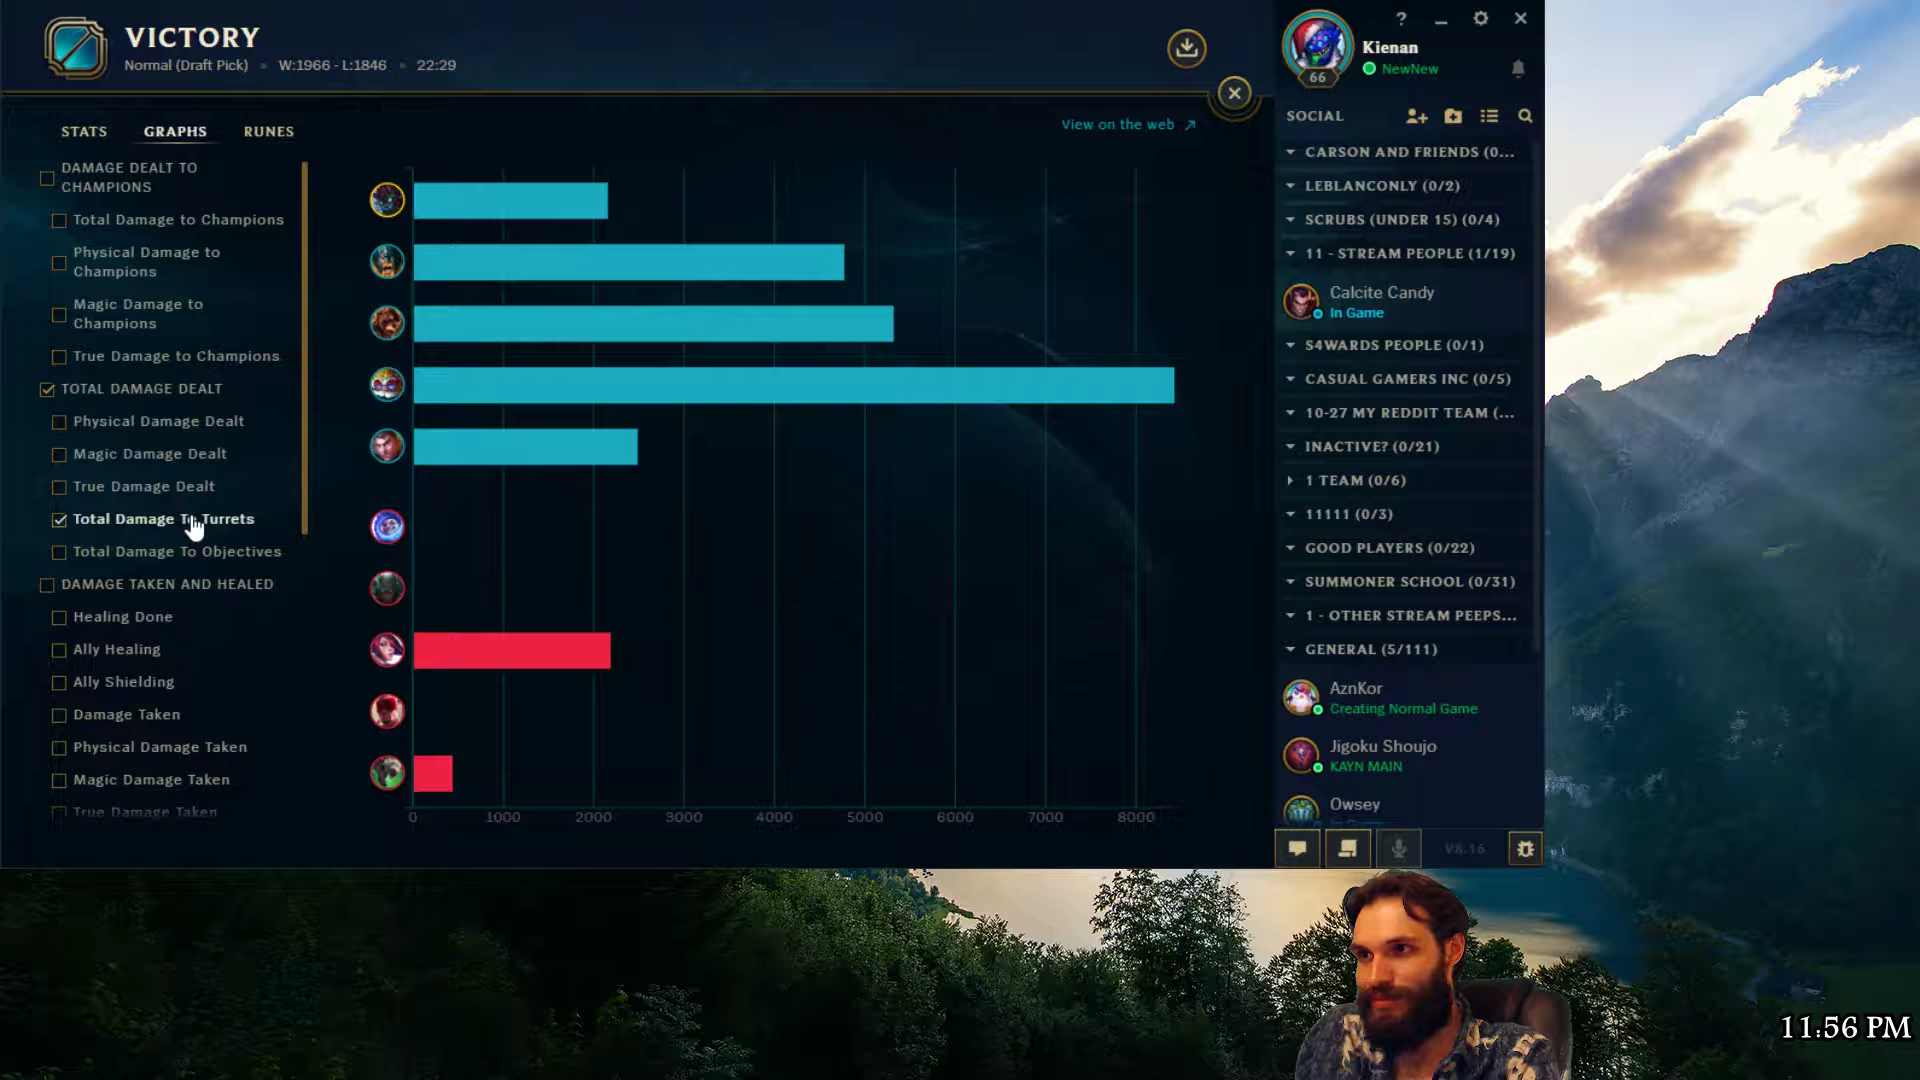 VICTORY
Normal (Draft Pick) • W:1966 - L:1846 • 22:29
STATS
GRAPHS
RUNES
View on the web
DAMAGE DEALT TO
CHAMPIONS
Total Damage to Champions
Physical Damage to
Champions
Magic Damage to
Champions
True Damage to Champions
TOTAL DAMAGE DEALT
Physical Damage Dealt
Magic Damage Dealt
True Damage Dealt
Total Damage To Turrets
Total Damage To Objectives
DAMAGE TAKEN AND HEALED
Healing Done
Ally Healing
Ally Shielding
Damage Taken
Physical Damage Taken
Magic Damage Taken
True Damage Taken
0 1000 2000 3000 4000 5000 6000 7000 8000
?
Kienan
NewNew
66
SOCIAL
CARSON AND FRIENDS (0...
LEBLANCONLY (0/2)
SCRUBS (UNDER 15) (0/4)
11 - STREAM PEOPLE (1/19)
Calcite Candy
In Game
S4WARDS PEOPLE (0/1)
CASUAL GAMERS INC (0/5)
10-27 MY REDDIT TEAM (...
INACTIVE? (0/21)
1 TEAM (0/6)
11111 (0/3)
GOOD PLAYERS (0/22)
SUMMONER SCHOOL (0/31)
1 - OTHER STREAM PEEPS...
GENERAL (5/111)
AznKor
Creating Normal Game
Jigoku Shoujo
KAYN MAIN
Owsey
V8.16
11:56 PM